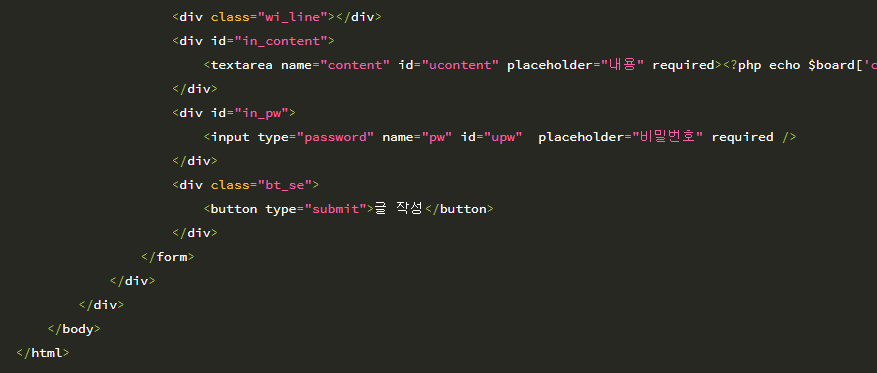 <div class="wi_line"></div>
<div id="in_content">
<textarea name="content" id="ucontent" placeholder="내용" required><?php echo $board['c
</div>
<div id="in_pw">
<input type="password" name="pw" id="upw"  placeholder="비밀번호" required />
</div>
<div class="bt_se">
<button type="submit">글 작성</button>
</div>
</form>
</div>
</div>
</body>
</html>